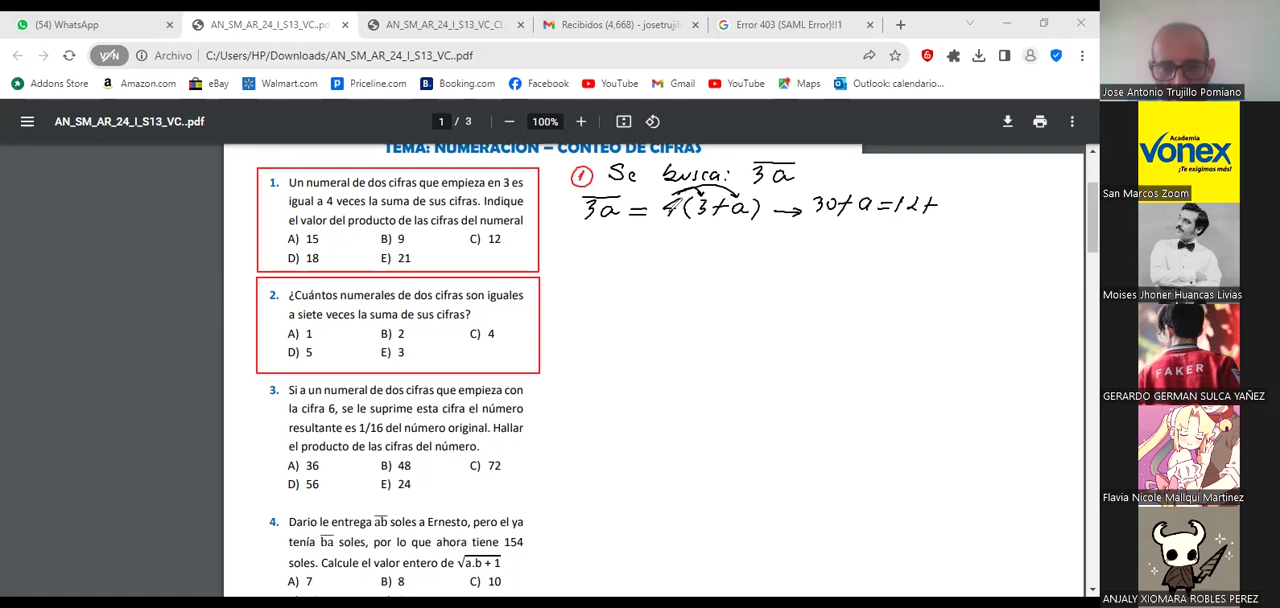 (54) WhatsApp
AN_SM_AR_24_I_S13_VC..pd
AN_SM_AR_24_I_S13_VC_CL
Recibidos (4,668) - josetrujil
Error 403 (SAML Error)!!1
Archivo
C:/Users/HP/Downloads/AN_SM_AR_24_I_S13_VC..pdf
Addons Store
Amazon.com
eBay
Walmart.com
Priceline.com
Booking.com
Facebook
YouTube
Gmail
YouTube
Maps
Outlook: calendario...
AN_SM_AR_24_I_S13_VC..pdf
1 / 3
100%
TEMA: NUMERACIÓN – CONTEO DE CIFRAS
1. Un numeral de dos cifras que empieza en 3 es
igual a 4 veces la suma de sus cifras. Indique
el valor del producto de las cifras del numeral
A) 15 B) 9 C) 12
D) 18 E) 21
2. ¿Cuántos numerales de dos cifras son iguales
a siete veces la suma de sus cifras?
A) 1 B) 2 C) 4
D) 5 E) 3
3. Si a un numeral de dos cifras que empieza con
la cifra 6, se le suprime esta cifra el número
resultante es 1/16 del número original. Hallar
el producto de las cifras del número.
A) 36 B) 48 C) 72
D) 56 E) 24
4. Dario le entrega a̅b̅ soles a Ernesto, pero el ya
tenía b̅a̅ soles, por lo que ahora tiene 154
soles. Calcule el valor entero de √a.b + 1
A) 7 B) 8 C) 10
① Se busca: 3̅a̅
3̅a̅ = 4(3+a) → 30+a=12+
Jose Antonio Trujillo Pomiano
Academia
Vonex
¡Te exigimos más!
San Marcos Zoom
Moises Jhoner Huancas Livias
FAKER
GERARDO GERMAN SULCA YAÑEZ
Flavia Nicole Mallqui Martinez
ANJALY XIOMARA ROBLES PEREZ